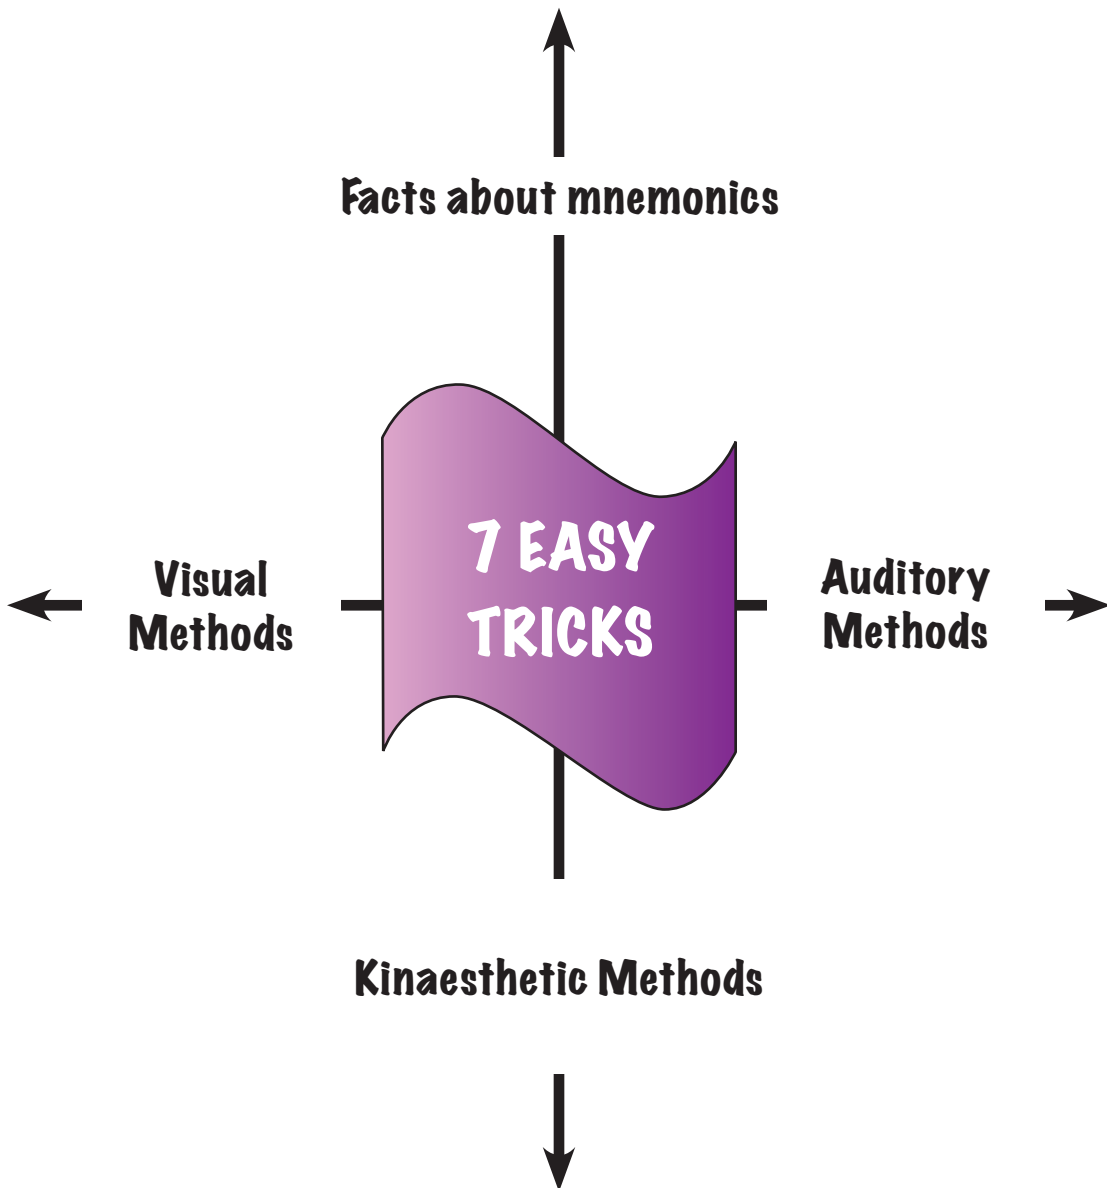 Facts about mnemonics
7 EASY
TRICKS
Visual
Methods
Auditory
Methods
Kinaesthetic Methods